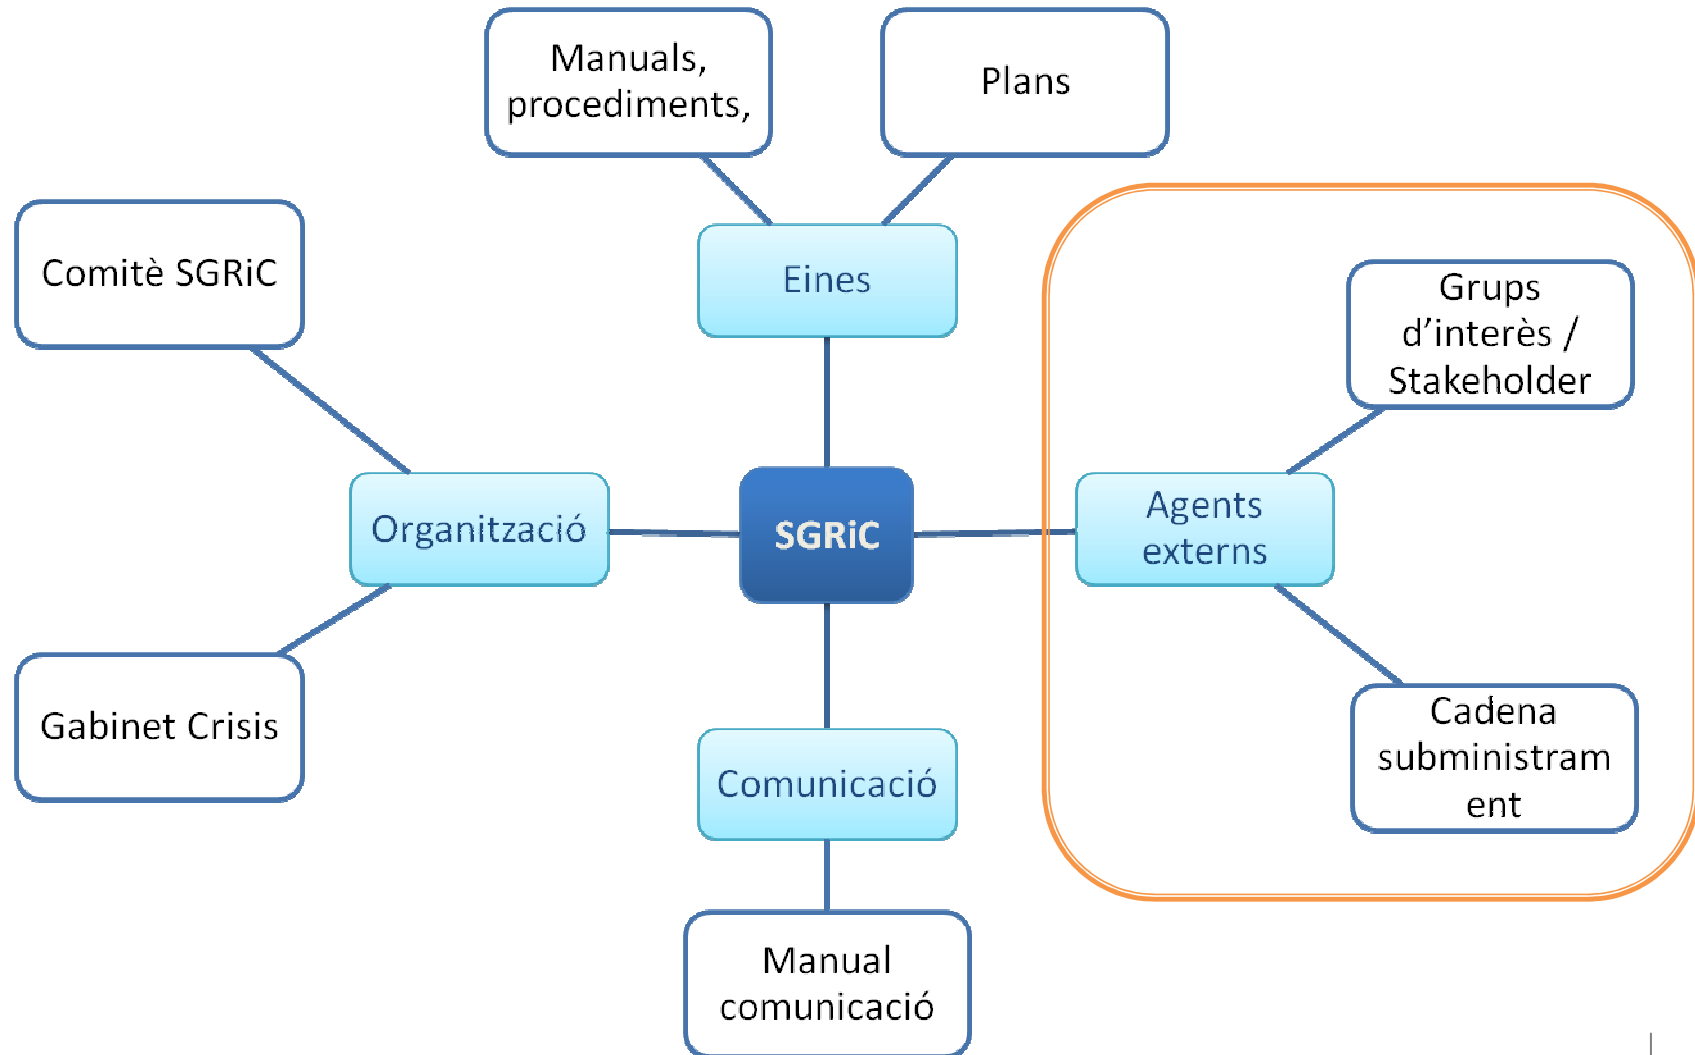 Manuals,
procediments,
Plans
Comitè SGRiC
Eines
Grups
d’interès /
Stakeholder
Organització
SGRiC
Agents
externs
Gabinet Crisis
Comunicació
Cadena
subministram
ent
Manual
comunicació